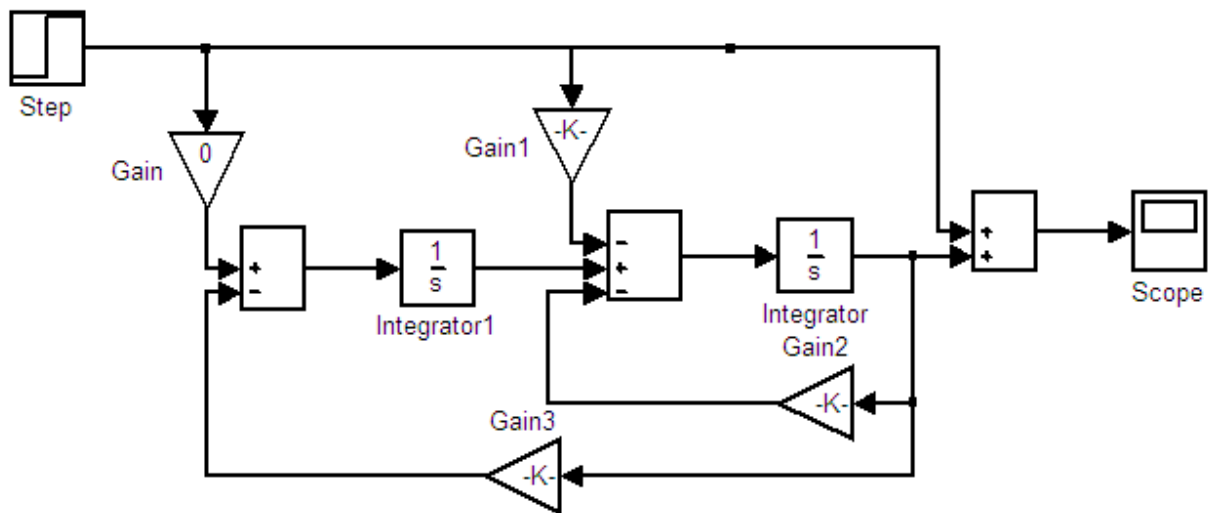 Step
Gain
0
Gain1
-K-
+
-
1
s
Integrator1
-
+
-
1
s
Integrator
+
+
Scope
Gain2
-K-
Gain3
-K-